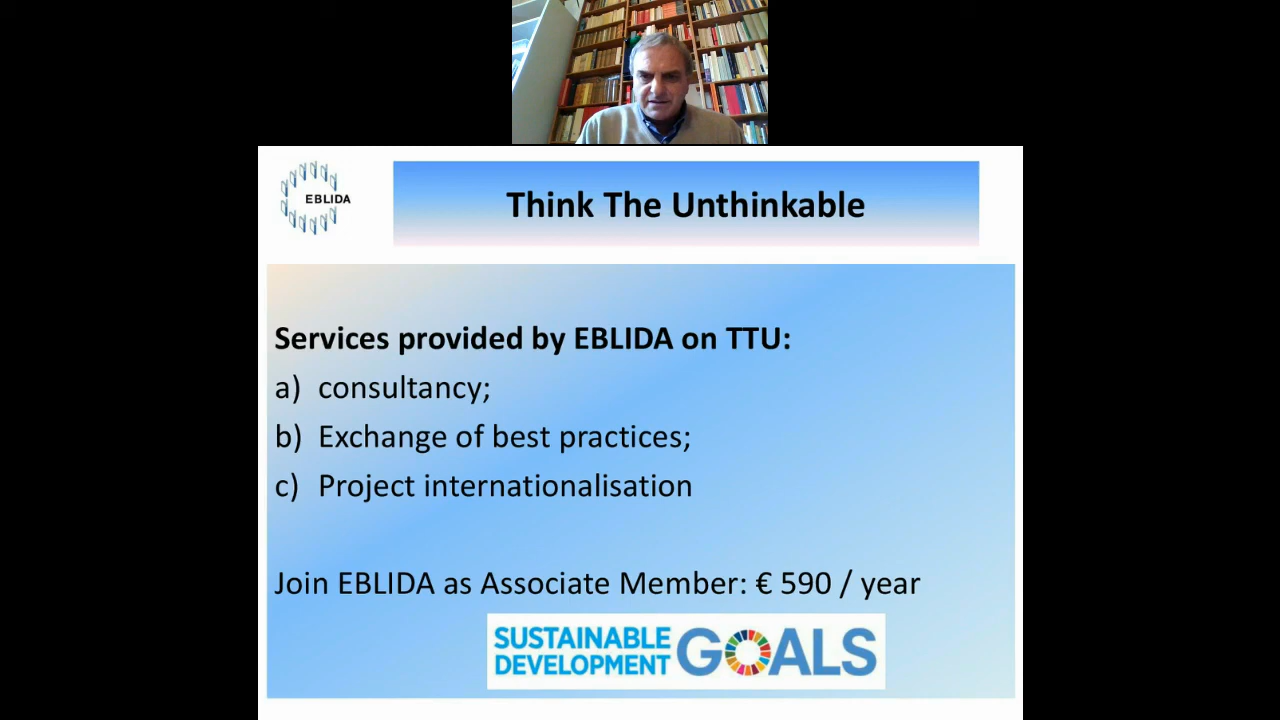 EBLIDA
Think The Unthinkable
Services provided by EBLIDA on TTU:
a) consultancy;
b) Exchange of best practices;
c) Project internationalisation
Join EBLIDA as Associate Member: € 590 / year
SUSTAINABLE
DEVELOPMENT
GOALS